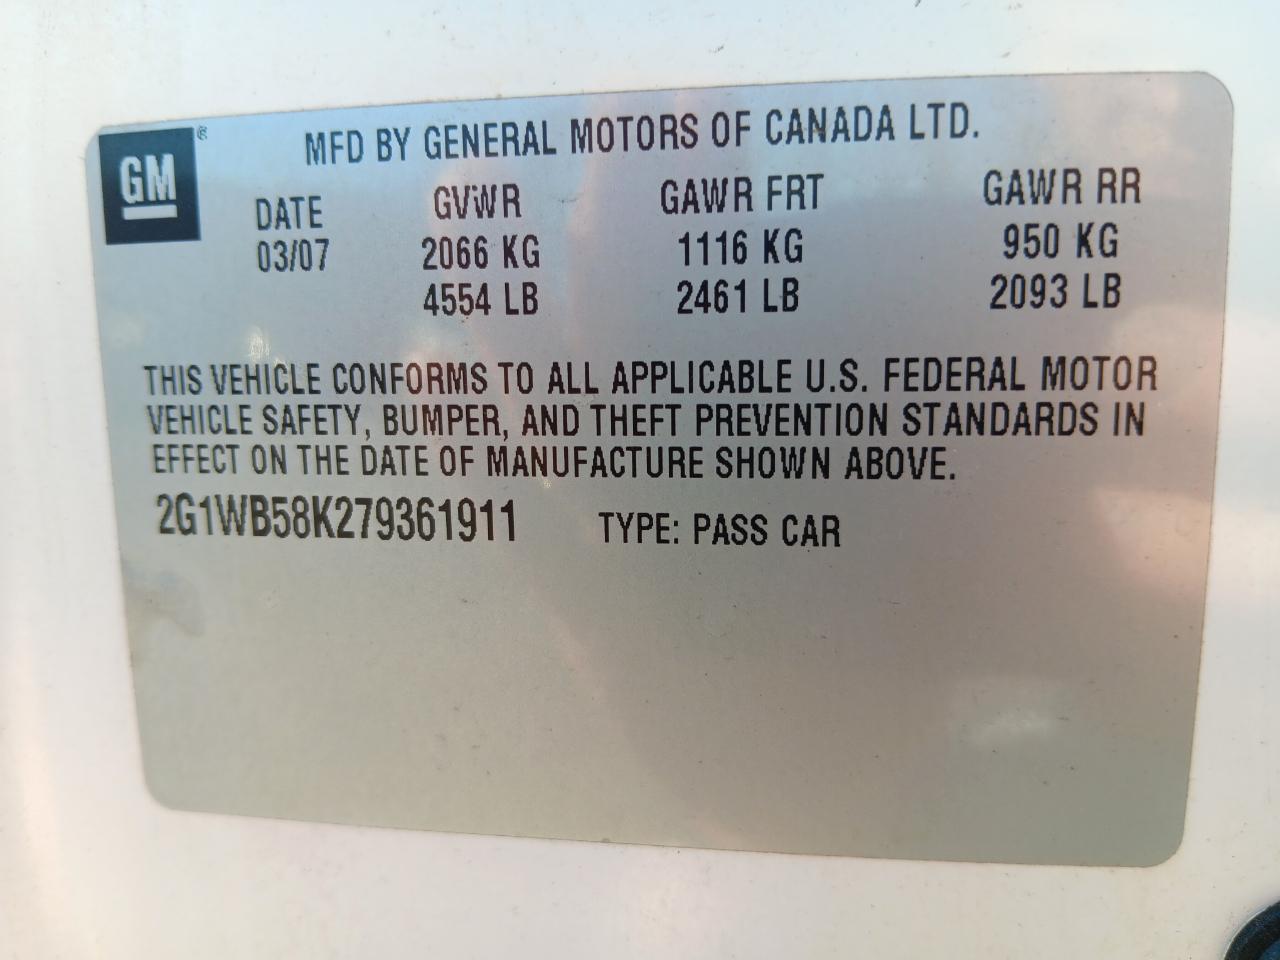 GM ®
MFD BY GENERAL MOTORS OF CANADA LTD.
DATE GVWR GAWR FRT GAWR RR
03/07 2066 KG 1116 KG 950 KG
4554 LB 2461 LB 2093 LB
THIS VEHICLE CONFORMS TO ALL APPLICABLE U.S. FEDERAL MOTOR
VEHICLE SAFETY, BUMPER, AND THEFT PREVENTION STANDARDS IN
EFFECT ON THE DATE OF MANUFACTURE SHOWN ABOVE.
2G1WB58K279361911 TYPE: PASS CAR